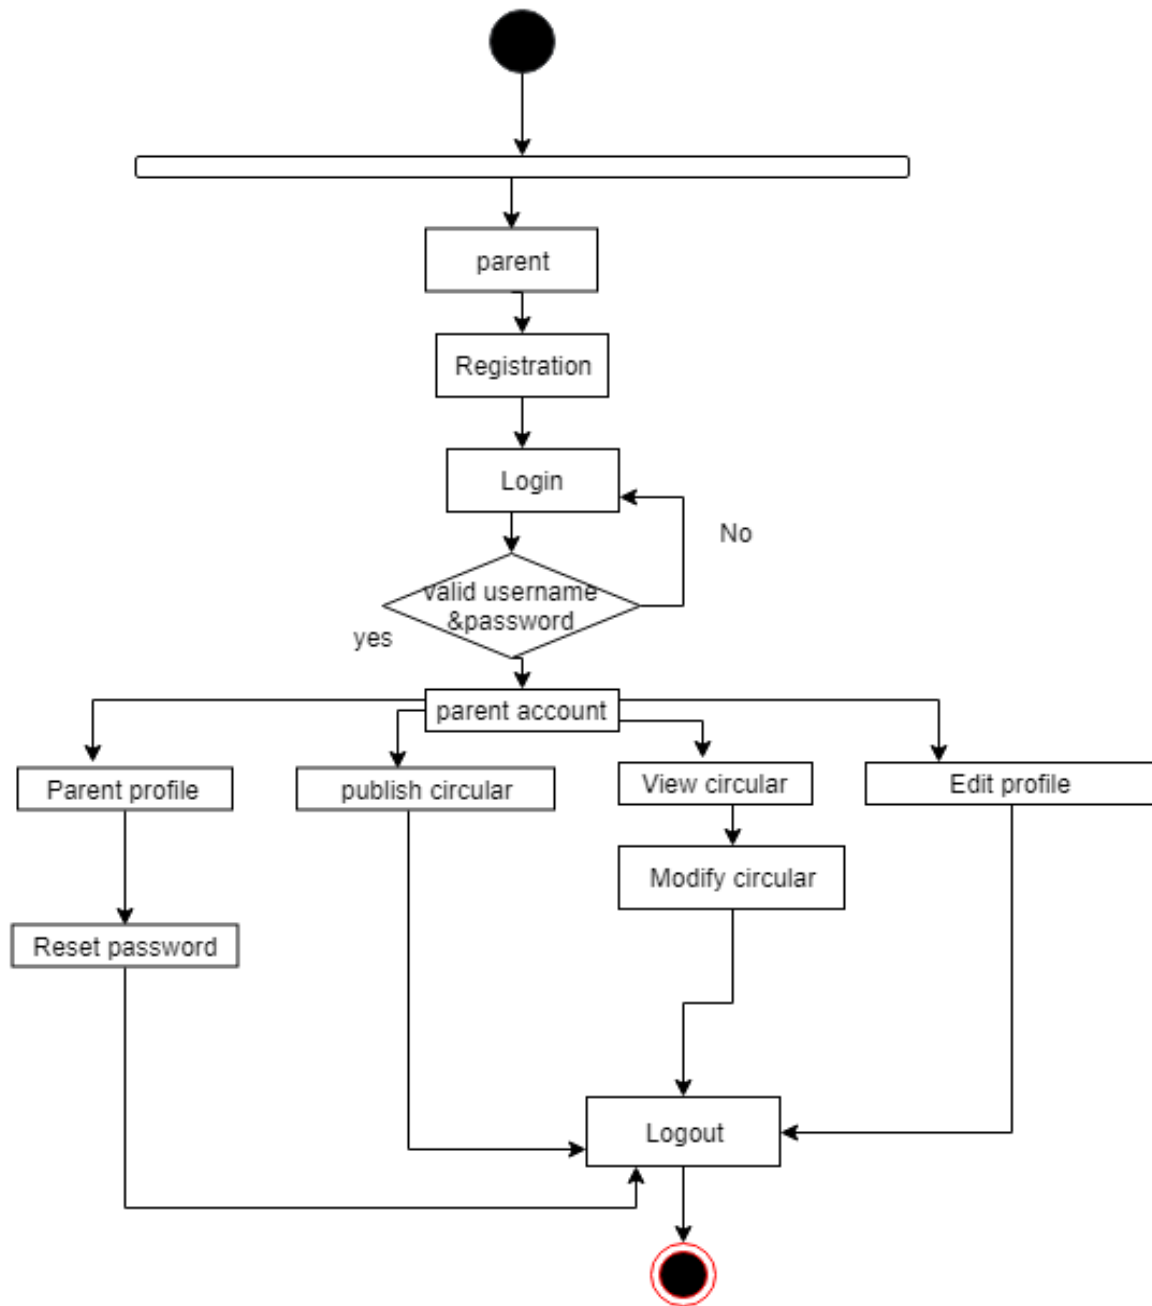 parent
Registration
Login
No
valid username
&password
yes
parent account
Parent profile
publish circular
View circular
Edit profile
Modify circular
Reset password
Logout